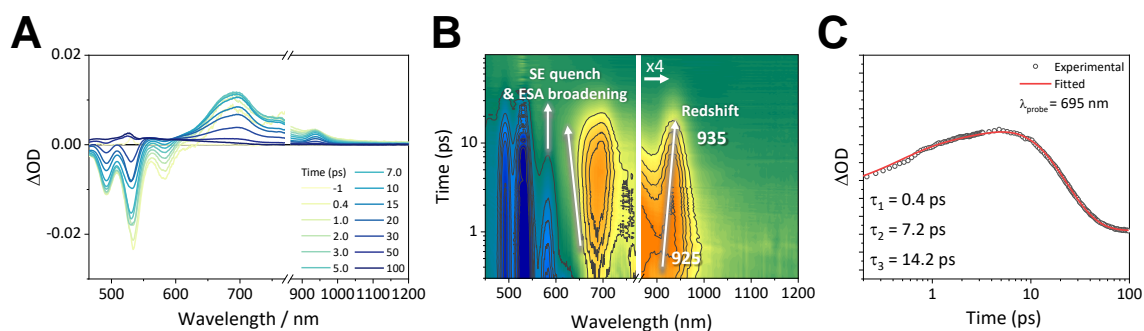 A
0.02
0.00
-0.02
ΔOD
Time (ps)
-1
0.4
1.0
2.0
3.0
5.0
7.0
10
15
20
30
50
100
500
600
700
900
1000
1100
1200
Wavelength / nm
B
Time (ps)
10
1
SE quench
& ESA broadening
x4
Redshift
935
925
450
500
600
700
900
1000
1100
1200
Wavelength (nm)
C
ΔOD
Experimental
Fitted
λprobe = 695 nm
τ1 = 0.4 ps
τ2 = 7.2 ps
τ3 = 14.2 ps
1
10
100
Time (ps)